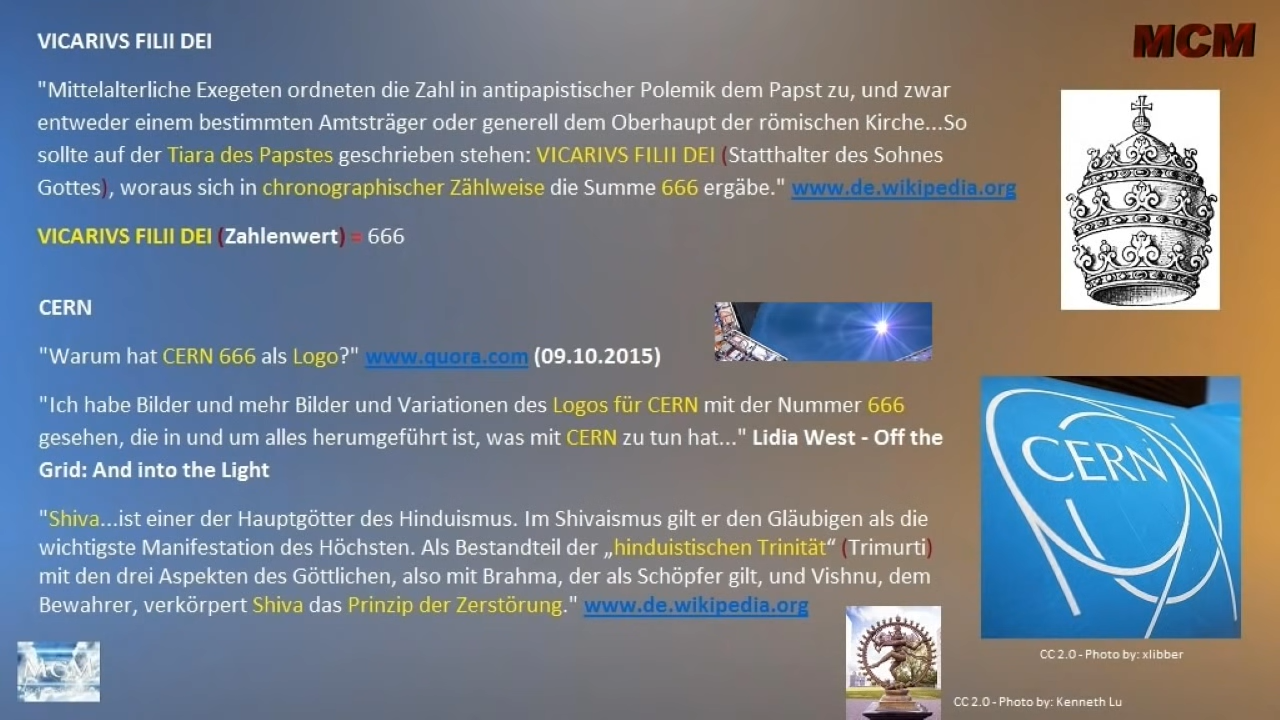 VICARIVS FILII DEI
MCM
"Mittelalterliche Exegeten ordneten die Zahl in antipapistischer Polemik dem Papst zu, und zwar
entweder einem bestimmten Amtsträger oder generell dem Oberhaupt der römischen Kirche...So
sollte auf der Tiara des Papstes geschrieben stehen: VICARIVS FILII DEI (Statthalter des Sohnes
Gottes), woraus sich in chronographischer Zählweise die Summe 666 ergäbe." www.de.wikipedia.org
VICARIVS FILII DEI (Zahlenwert) = 666
CERN
"Warum hat CERN 666 als Logo?" www.quora.com (09.10.2015)
"Ich habe Bilder und mehr Bilder und Variationen des Logos für CERN mit der Nummer 666
gesehen, die in und um alles herumgeführt ist, was mit CERN zu tun hat..." Lidia West - Off the
Grid: And into the Light
CERN
"Shiva...ist einer der Hauptgötter des Hinduismus. Im Shivaismus gilt er den Gläubigen als die
wichtigste Manifestation des Höchsten. Als Bestandteil der „hinduistischen Trinität“ (Trimurti)
mit den drei Aspekten des Göttlichen, also mit Brahma, der als Schöpfer gilt, und Vishnu, dem
Bewahrer, verkörpert Shiva das Prinzip der Zerstörung." www.de.wikipedia.org
CC 2.0 - Photo by: xlibber
MCM
CC 2.0 - Photo by: Kenneth Lu